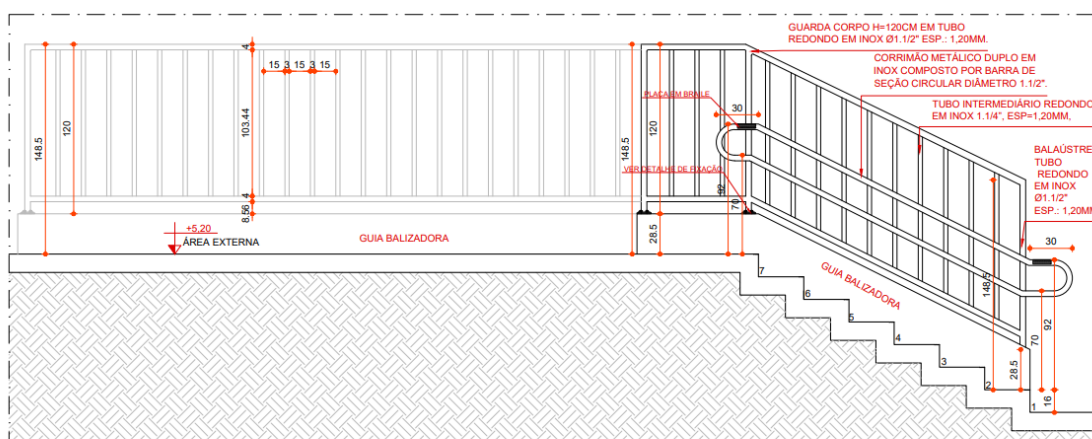 GUARDA CORPO H=120CM EM TUBO
REDONDO EM INOX Ø1.1/2" ESP.: 1,20MM.
CORRIMÃO METÁLICO DUPLO EM
INOX COMPOSTO POR BARRA DE
SEÇÃO CIRCULAR DIÂMETRO 1.1/2".
TUBO INTERMEDIÁRIO REDONDO
EM INOX 1.1/4", ESP=1,20MM,
BALAÚSTRE
TUBO
REDONDO
EM INOX
Ø1.1/2"
ESP.: 1,20MM
PLACA EM BRAILE
VER DETALHE DE FIXAÇÃO
4
15 3 15 3 15
30
148.5
120
103.44
148.5
120
4
8.56
92
70
28.5
+5,20
ÁREA EXTERNA
GUIA BALIZADORA
GUIA BALIZADORA
30
148.5
92
70
28.5
16
7
6
5
4
3
2
1